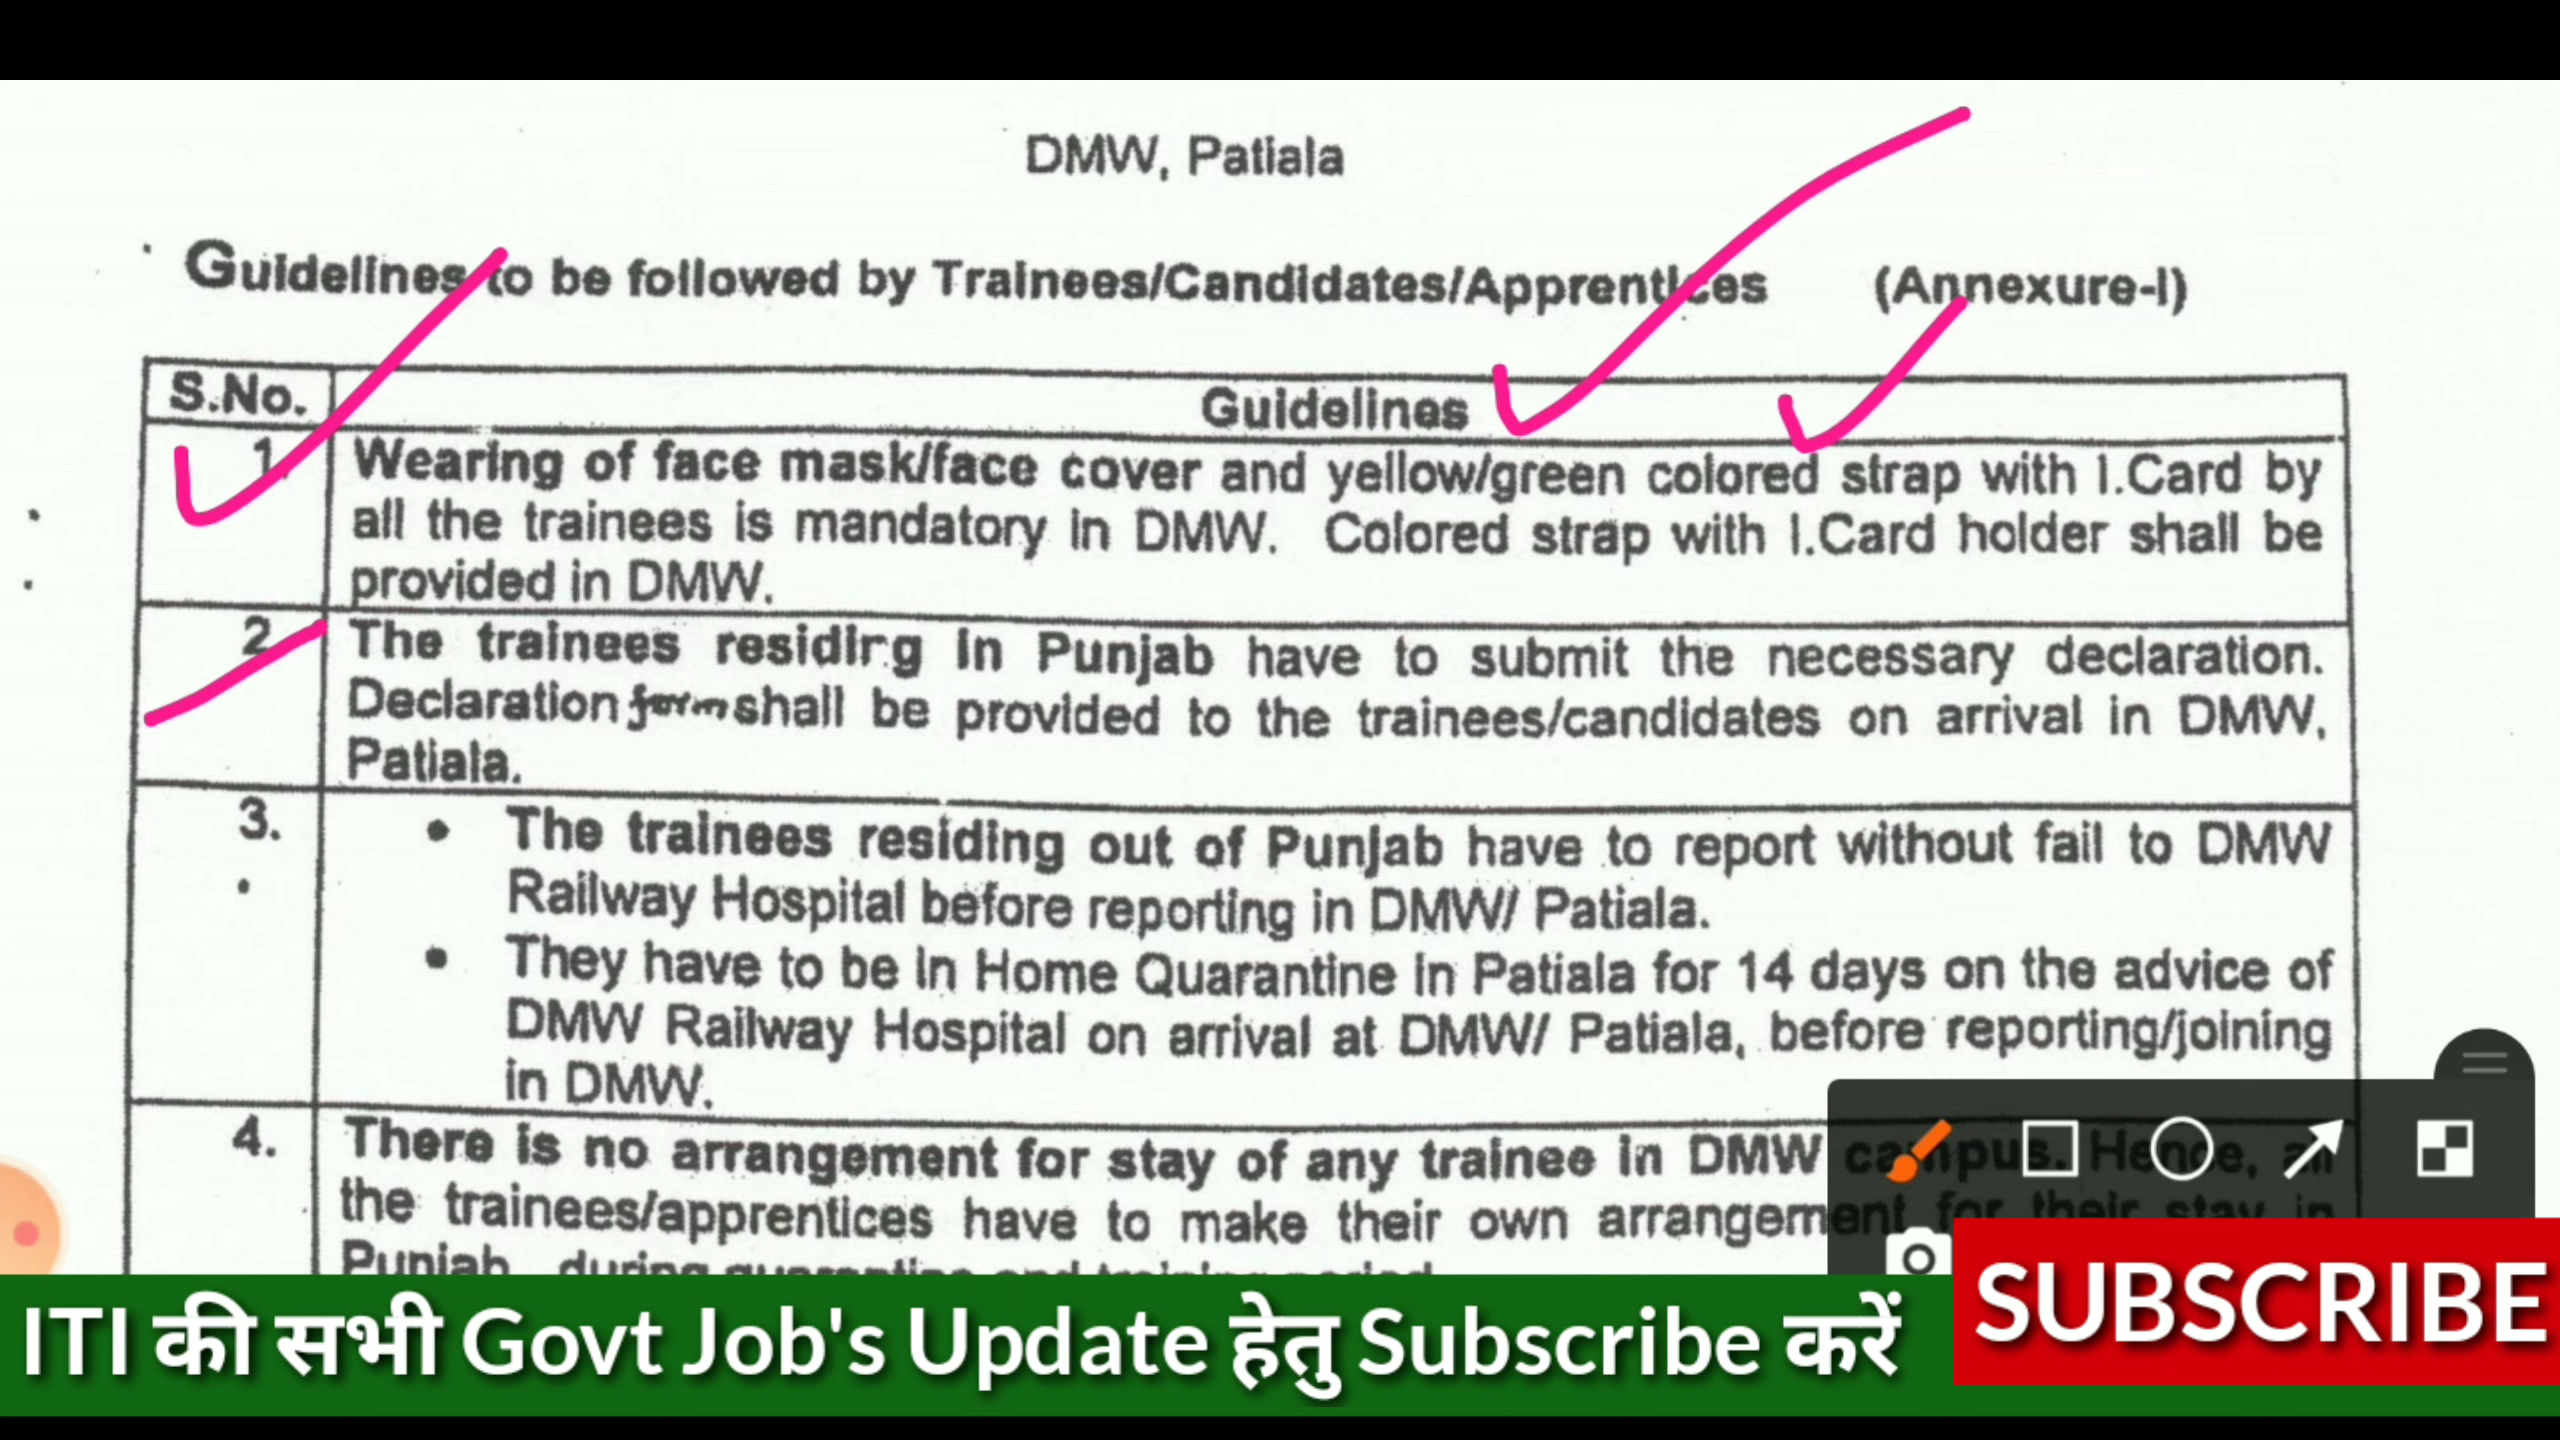 DMW, Patiala
Guidelines to be followed by Trainees/Candidates/Apprentices (Annexure-I)
S.No. Guidelines
1. Wearing of face mask/face cover and yellow/green colored strap with I.Card by
all the trainees is mandatory in DMW. Colored strap with I.Card holder shall be
provided in DMW.
2. The trainees residing in Punjab have to submit the necessary declaration.
Declaration form shall be provided to the trainees/candidates on arrival in DMW,
Patiala.
3. • The trainees residing out of Punjab have to report without fail to DMW
Railway Hospital before reporting in DMW/ Patiala.
• They have to be in Home Quarantine in Patiala for 14 days on the advice of
DMW Railway Hospital on arrival at DMW/ Patiala, before reporting/joining
in DMW.
4. There is no arrangement for stay of any trainee in DMW campus. Hence, all
the trainees/apprentices have to make their own arrangement for their stay in
Punjab during quarantine and training period
ITI की सभी Govt Job's Update हेतु Subscribe करें
SUBSCRIBE